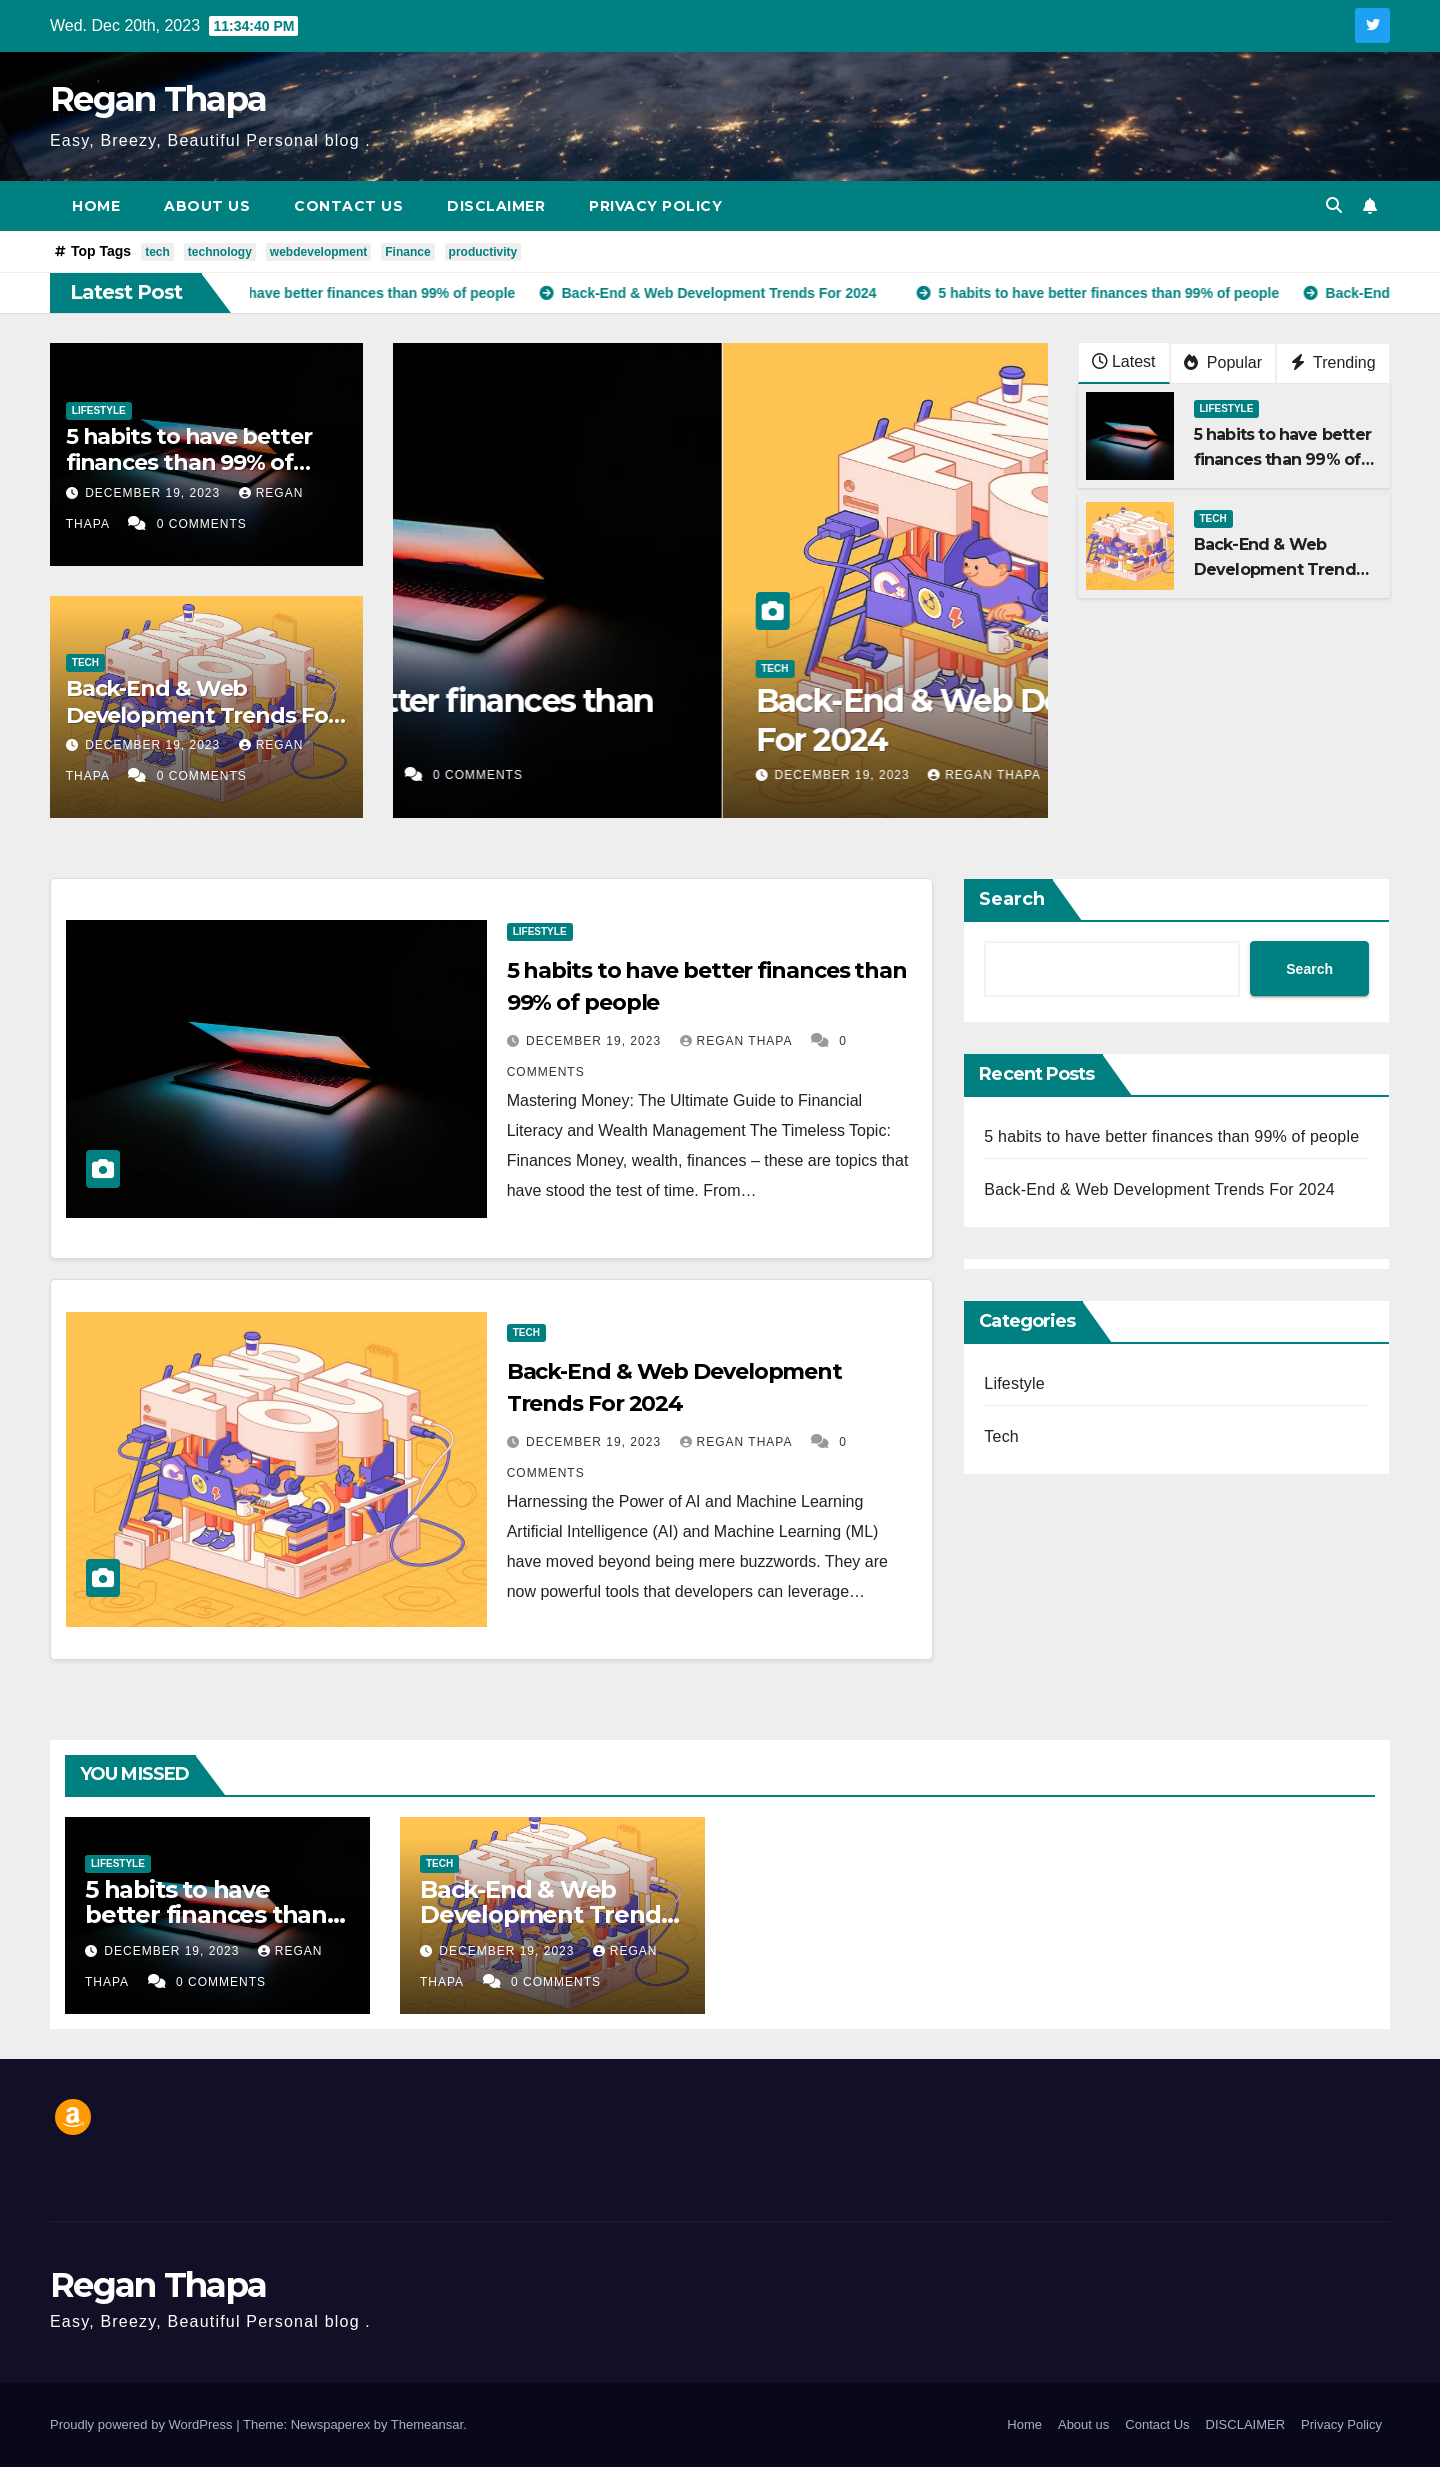 Wed. Dec 20th, 2023 11:34:40 PM
Regan Thapa
Easy, Breezy, Beautiful Personal blog .
HOME ABOUT US CONTACT US DISCLAIMER PRIVACY POLICY
# Top Tags tech technology webdevelopment Finance productivity
Latest Post have better finances than 99% of people Back-End & Web Development Trends For 2024 5 habits to have better finances than 99% of people Back-End
LIFESTYLE
5 habits to have better
finances than 99% of…
DECEMBER 19, 2023 REGAN
THAPA 0 COMMENTS
TECH
Back-End & Web
Development Trends Fo…
DECEMBER 19, 2023 REGAN
THAPA 0 COMMENTS
FIND
OUT
tter finances than
0 COMMENTS
TECH
Back-End & Web De
For 2024
DECEMBER 19, 2023 REGAN THAPA
Latest Popular Trending
LIFESTYLE
5 habits to have better
finances than 99% of…
TECH
Back-End & Web
Development Trend…
LIFESTYLE
5 habits to have better finances than
99% of people
DECEMBER 19, 2023 REGAN THAPA 0
COMMENTS
Mastering Money: The Ultimate Guide to Financial
Literacy and Wealth Management The Timeless Topic:
Finances Money, wealth, finances – these are topics that
have stood the test of time. From…
FIND
OUT
TECH
Back-End & Web Development
Trends For 2024
DECEMBER 19, 2023 REGAN THAPA 0
COMMENTS
Harnessing the Power of AI and Machine Learning
Artificial Intelligence (AI) and Machine Learning (ML)
have moved beyond being mere buzzwords. They are
now powerful tools that developers can leverage…
Search
Search
Recent Posts
5 habits to have better finances than 99% of people
Back-End & Web Development Trends For 2024
Categories
Lifestyle
Tech
YOU MISSED
LIFESTYLE
5 habits to have
better finances than…
DECEMBER 19, 2023 REGAN
THAPA 0 COMMENTS
TECH
Back-End & Web
Development Trend…
DECEMBER 19, 2023 REGAN
THAPA 0 COMMENTS
Regan Thapa
Easy, Breezy, Beautiful Personal blog .
Proudly powered by WordPress | Theme: Newspaperex by Themeansar.
Home About us Contact Us DISCLAIMER Privacy Policy